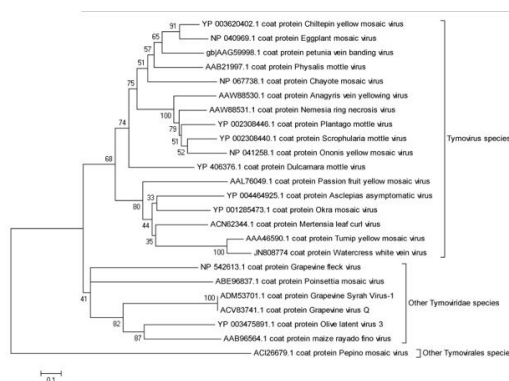 YP 003620402.1 coat protein Chiltepin yellow mosaic virus
NP 040969.1 coat protein Eggplant mosaic virus
gb|AAG59998.1 coat protein petunia vein banding virus
AAB21997.1 coat protein Physalis mottle virus
NP 067738.1 coat protein Chayote mosaic virus
AAW88530.1 coat protein Anagyris vein yellowing virus
AAW88531.1 coat protein Nemesia ring necrosis virus
YP 002308446.1 coat protein Plantago mottle virus
YP 002308440.1 coat protein Scrophularia mottle virus
NP 041258.1 coat protein Ononis yellow mosaic virus
YP 406376.1 coat protein Dulcamara mottle virus
AAL76049.1 coat protein Passion fruit yellow mosaic virus
YP 004464925.1 coat protein Asclepias asymptomatic virus
YP 001285473.1 coat protein Okra mosaic virus
ACN62344.1 coat protein Mertensia leaf curl virus
AAA46590.1 coat protein Turnip yellow mosaic virus
JN808774 coat protein Watercress white vein virus
NP 542613.1 coat protein Grapevine fleck virus
ABE96837.1 coat protein Poinsettia mosaic virus
ADM53701.1 coat protein Grapevine Syrah Virus-1
ACV83741.1 coat protein Grapevine virus Q
YP 003475891.1 coat protein Olive latent virus 3
AAB96564.1 coat protein maize rayado fino virus
ACI26679.1 coat protein Pepino mosaic virus
Tymovirus species
Other Tymoviridae species
Other Tymovirales species
91
65
57
51
75
100
79
51
52
74
68
80
33
44
35
100
41
100
82
87
0.1